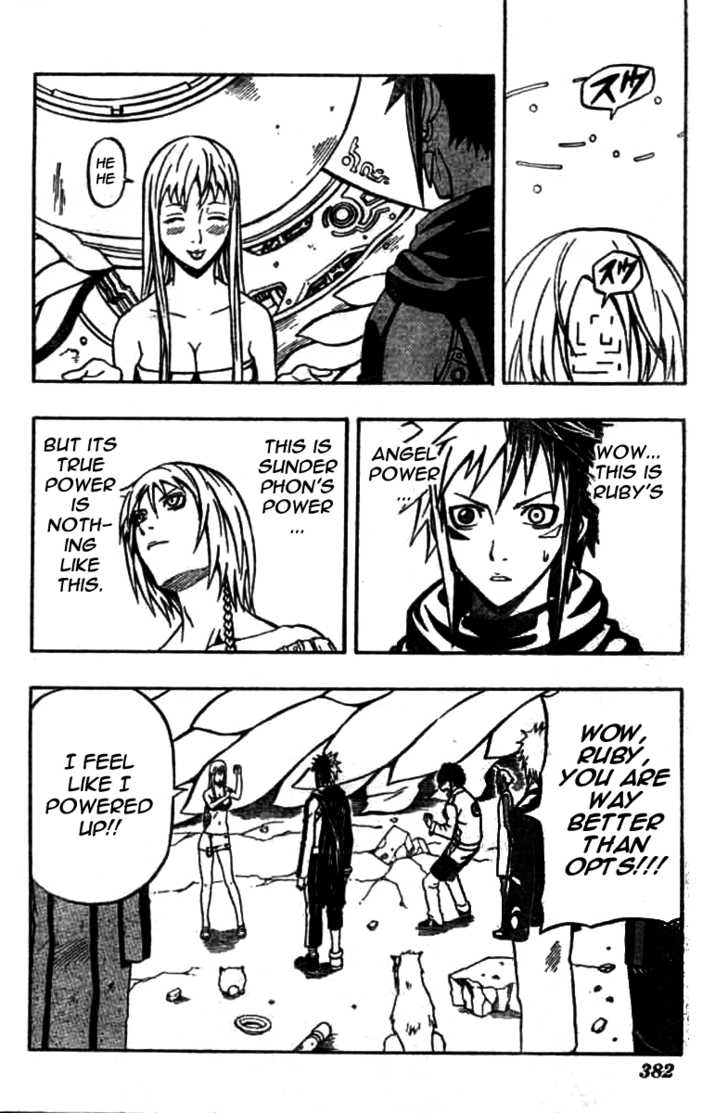 スッ
スッ
HE
HE
WOW...
THIS IS
RUBY'S
ANGEL
POWER
...
THIS IS
SUNDER
PHON'S
POWER
...
BUT ITS
TRUE
POWER
IS
NOTH-
ING
LIKE
THIS.
WOW,
RUBY,
YOU ARE
WAY
BETTER
THAN
OPTS!!!
I FEEL
LIKE I
POWERED
UP!!
382